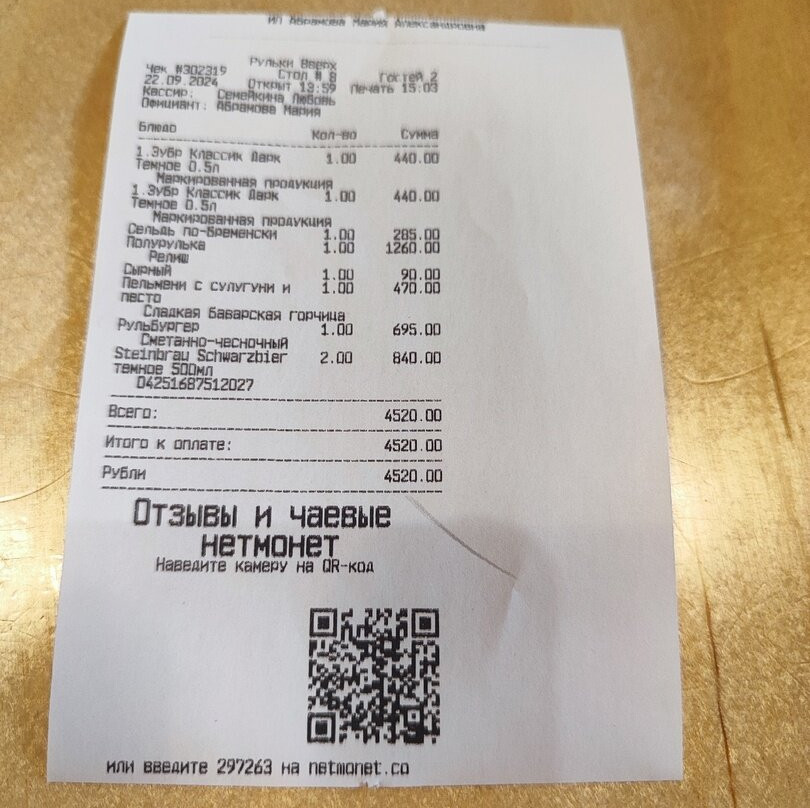 ИП Абрамова Мария Александровна
Рульки Вверх
Чек #302319 Стол # 8 Гостей 2
22.09.2024 Открыт 13:59 Печать 15:03
Кассир: Семейкина Любовь
Официант: Абрамова Мария
Блюдо Кол-во Сумма
1.Зубр Классик Дарк 1.00 440.00
Темное 0.5л
Маркированная продукция
1.Зубр Классик Дарк 1.00 440.00
Темное 0.5л
Маркированная продукция
Сельдь по-Бременски 1.00 285.00
Полурулька 1.00 1260.00
Релиш
Сырный 1.00 90.00
Пельмени с сулугуни и 1.00 470.00
песто
Сладкая баварская горчица
РульБургер 1.00 695.00
Сметанно-чесночный
Steinbrau Schwarzbier 2.00 840.00
темное 500мл
04251687512027
Всего: 4520.00
Итого к оплате: 4520.00
Рубли 4520.00
Отзывы и чаевые
нетмонет
Наведите камеру на QR-код
или введите 297263 на netmonet.co